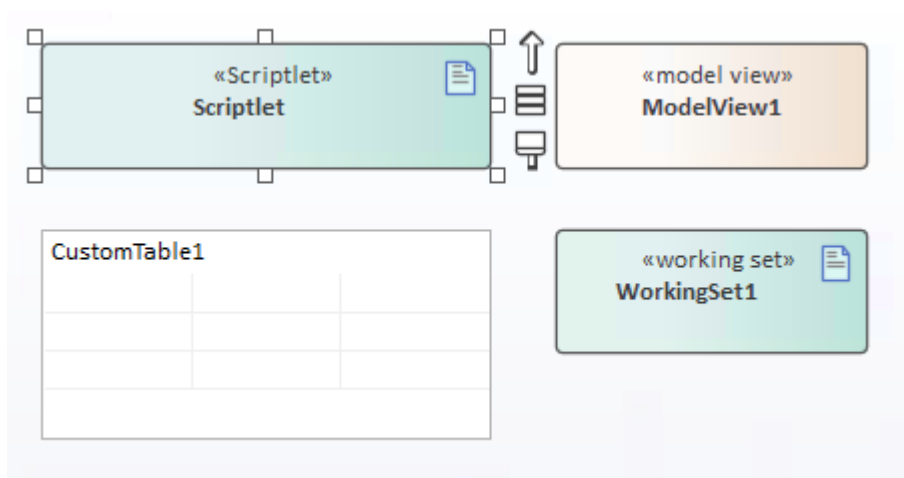 «Scriptlet»
Scriptlet
«model view»
ModelView1
CustomTable1
«working set»
WorkingSet1